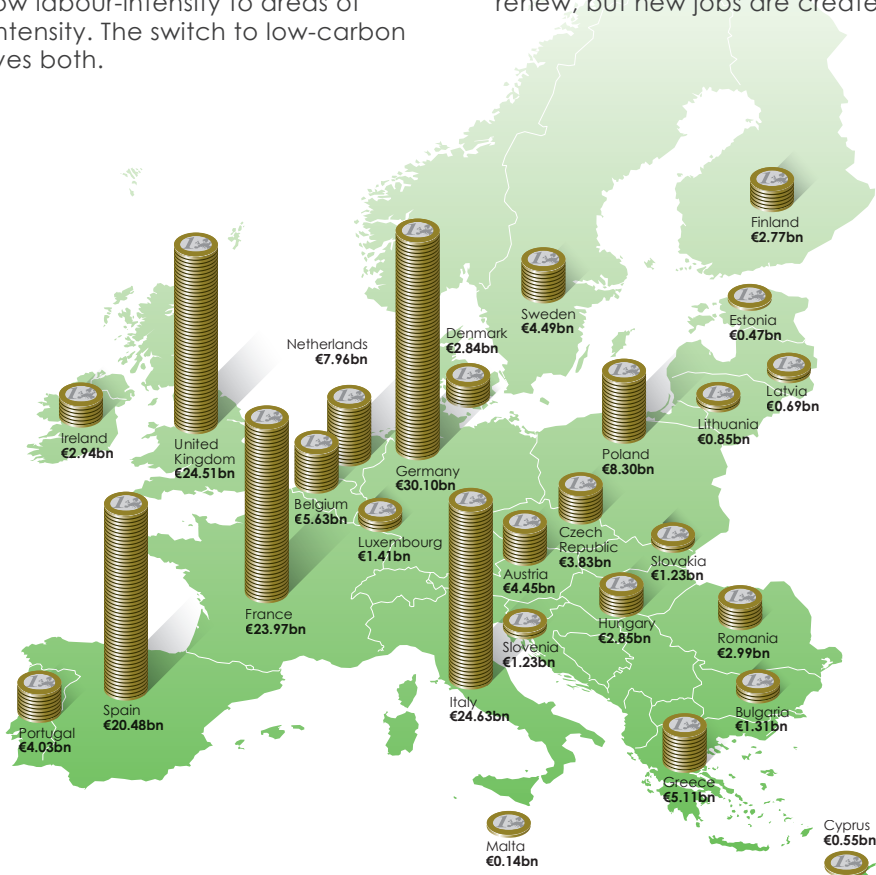 ow labour-intensity to areas of
ntensity. The switch to low-carbon
ves both.
renew, but new jobs are create
Finland
€2.77bn
Sweden
€4.49bn
Estonia
€0.47bn
Denmark
€2.84bn
Netherlands
€7.96bn
Latvia
€0.69bn
Lithuania
€0.85bn
Ireland
€2.94bn
United
Kingdom
€24.51bn
Poland
€8.30bn
Germany
€30.10bn
Belgium
€5.63bn
Luxembourg
€1.41bn
Czech
Republic
€3.83bn
Slovakia
€1.23bn
Austria
€4.45bn
France
€23.97bn
Hungary
€2.85bn
Romania
€2.99bn
Slovenia
€1.23bn
Italy
€24.63bn
Spain
€20.48bn
Portugal
€4.03bn
Bulgaria
€1.31bn
Greece
€5.11bn
Malta
€0.14bn
Cyprus
€0.55bn